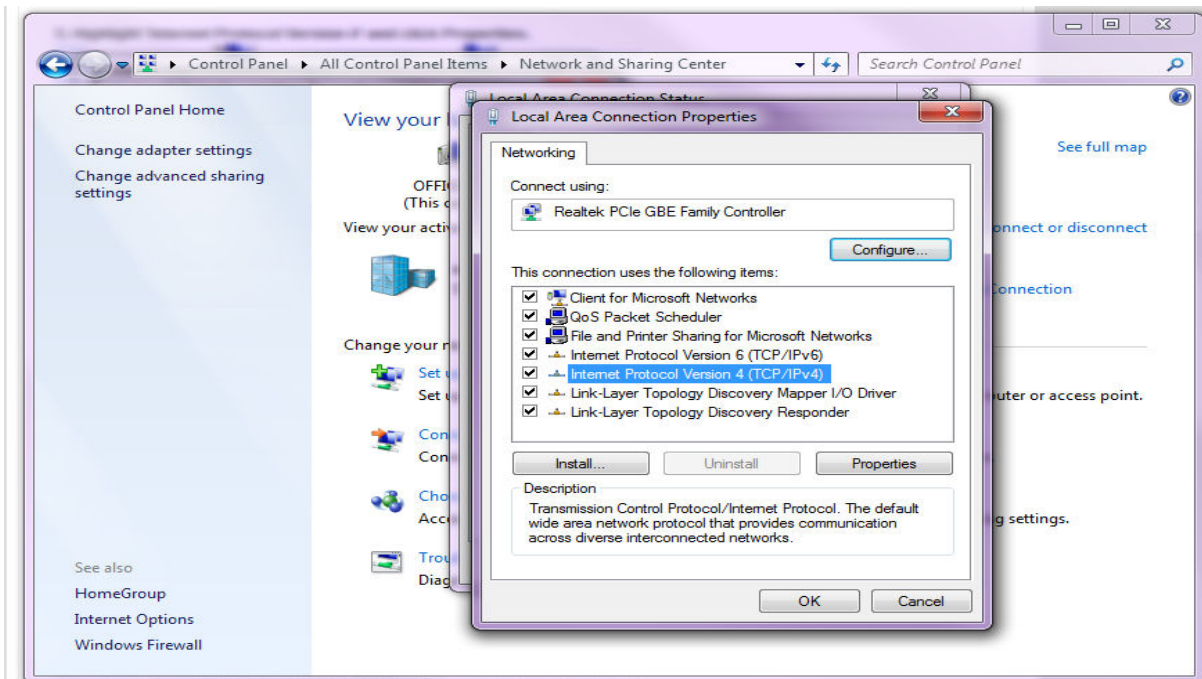 Control Panel ▸ All Control Panel Items ▸ Network and Sharing Center
Search Control Panel
Control Panel Home
Change adapter settings
Change advanced sharing
settings
See also
HomeGroup
Internet Options
Windows Firewall
View your
OFFI
(This c
View your activ
Change your n
Set u
Set u
Con
Con
Cho
Acce
Trou
Diag
See full map
onnect or disconnect
Connection
uter or access point.
g settings.
Local Area Connection Status
Local Area Connection Properties
Networking
Connect using:
Realtek PCIe GBE Family Controller
Configure...
This connection uses the following items:
Client for Microsoft Networks
QoS Packet Scheduler
File and Printer Sharing for Microsoft Networks
Internet Protocol Version 6 (TCP/IPv6)
Internet Protocol Version 4 (TCP/IPv4)
Link-Layer Topology Discovery Mapper I/O Driver
Link-Layer Topology Discovery Responder
Install...
Uninstall
Properties
Description
Transmission Control Protocol/Internet Protocol. The default
wide area network protocol that provides communication
across diverse interconnected networks.
OK
Cancel